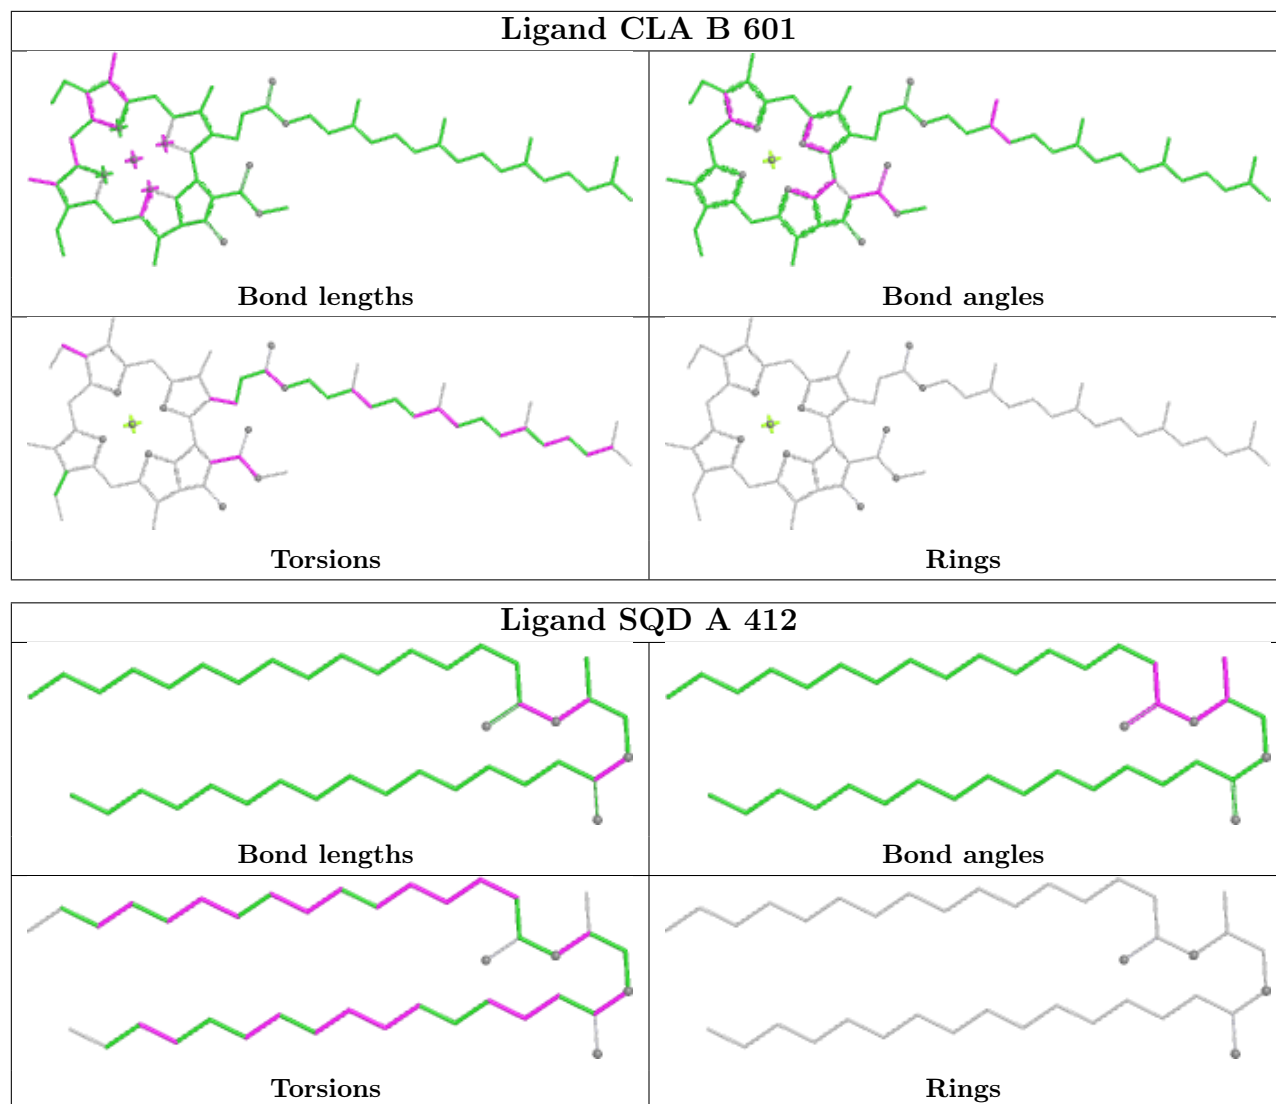 Ligand CLA B 601
Bond lengths
Bond angles
Torsions
Rings
Ligand SQD A 412
Bond lengths
Bond angles
Torsions
Rings